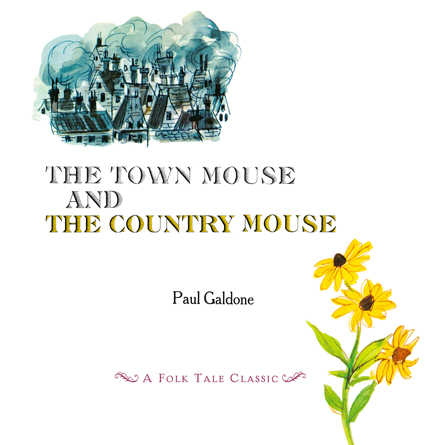 THE TOWN MOUSE
AND
THE COUNTRY MOUSE
Paul Galdone
A FOLK TALE CLASSIC